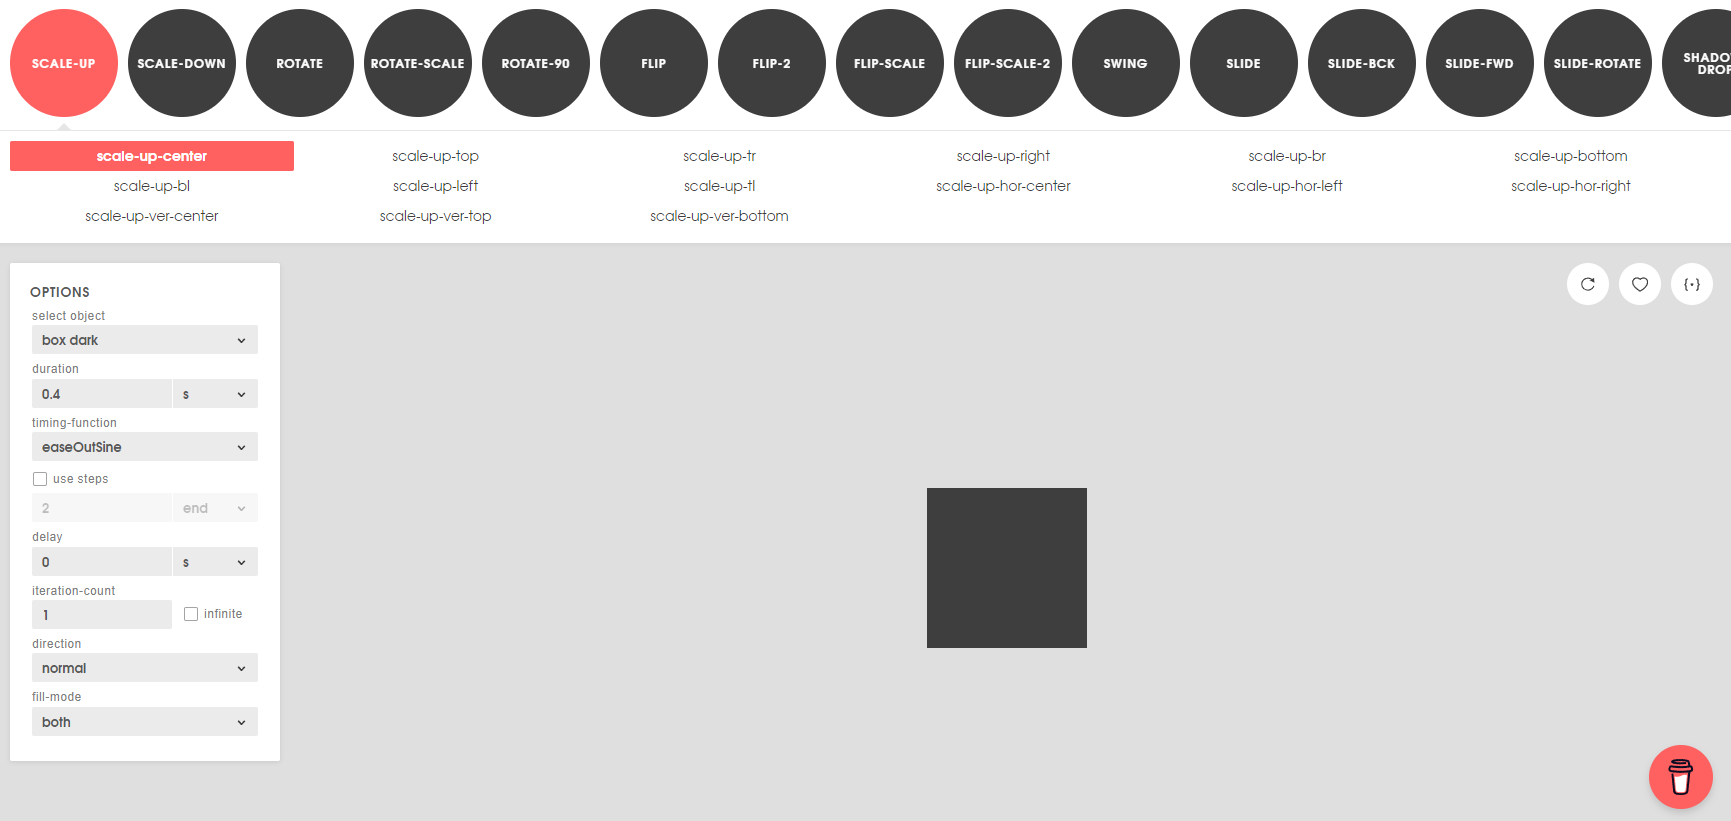 SCALE-UP SCALE-DOWN ROTATE ROTATE-SCALE ROTATE-90 FLIP FLIP-2 FLIP-SCALE FLIP-SCALE-2 SWING SLIDE SLIDE-BCK SLIDE-FWD SLIDE-ROTATE SHADO
DROP
scale-up-center scale-up-top scale-up-tr scale-up-right scale-up-br scale-up-bottom
scale-up-bl scale-up-left scale-up-tl scale-up-hor-center scale-up-hor-left scale-up-hor-right
scale-up-ver-center scale-up-ver-top scale-up-ver-bottom
OPTIONS
select object
box dark
duration
0.4 s
timing-function
easeOutSine
use steps
2 end
delay
0 s
iteration-count
1 infinite
direction
normal
fill-mode
both